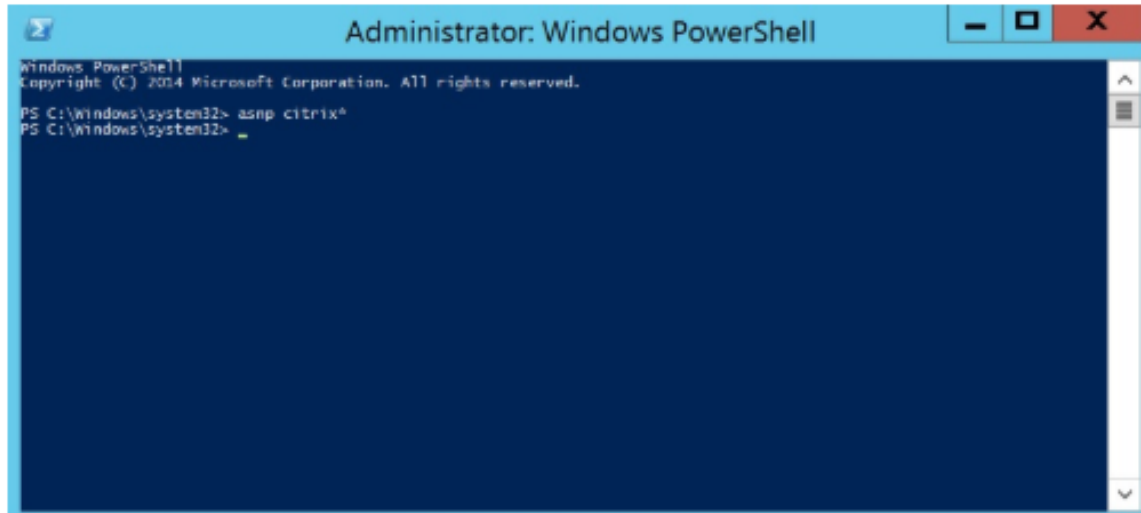 Administrator: Windows PowerShell
Windows PowerShell
Copyright (C) 2014 Microsoft Corporation. All rights reserved.
PS C:\Windows\system32> asnp citrix*
PS C:\Windows\system32> _